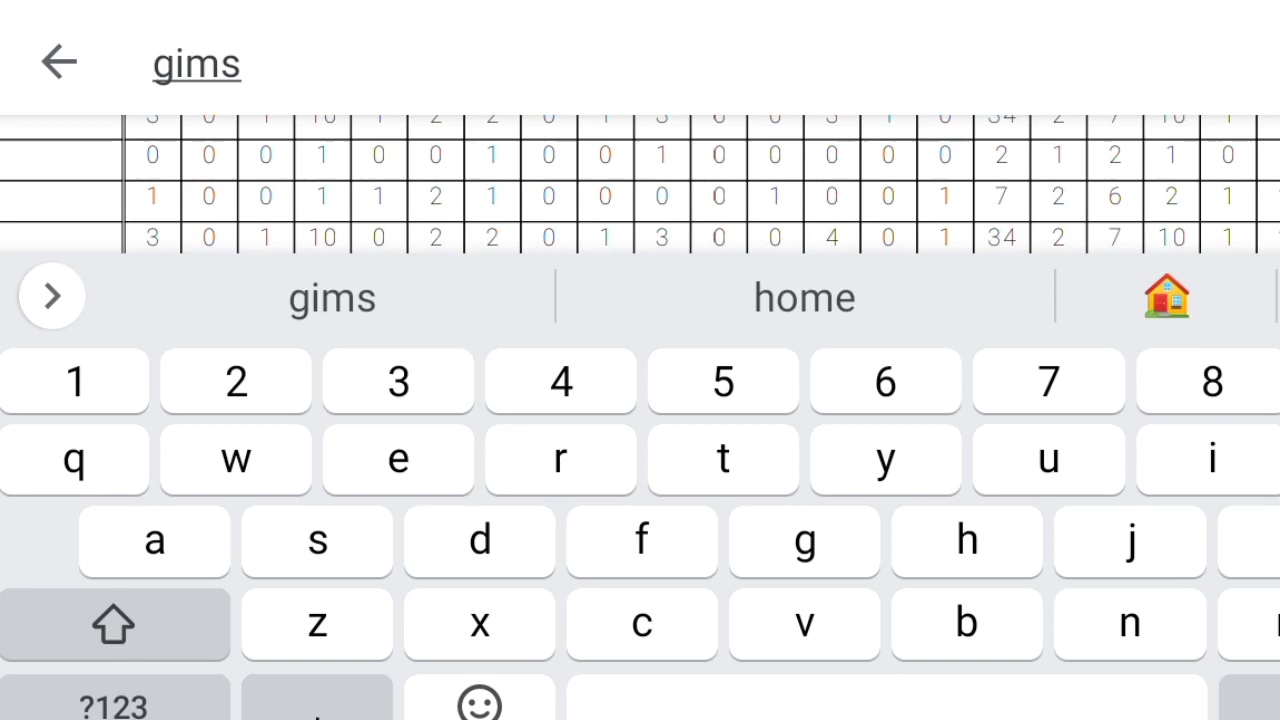 gims
0 0 0 1 0 0 1 0 0 1 0 0 0 0 0 2 1 2 1 0
1 0 0 1 1 2 1 0 0 0 0 1 0 0 1 7 2 6 2 1
3 0 1 10 0 2 2 0 1 3 0 0 4 0 1 34 2 7 10 1
gims home
1 2 3 4 5 6 7 8
q w e r t y u i
a s d f g h j
z x c v b n
?123